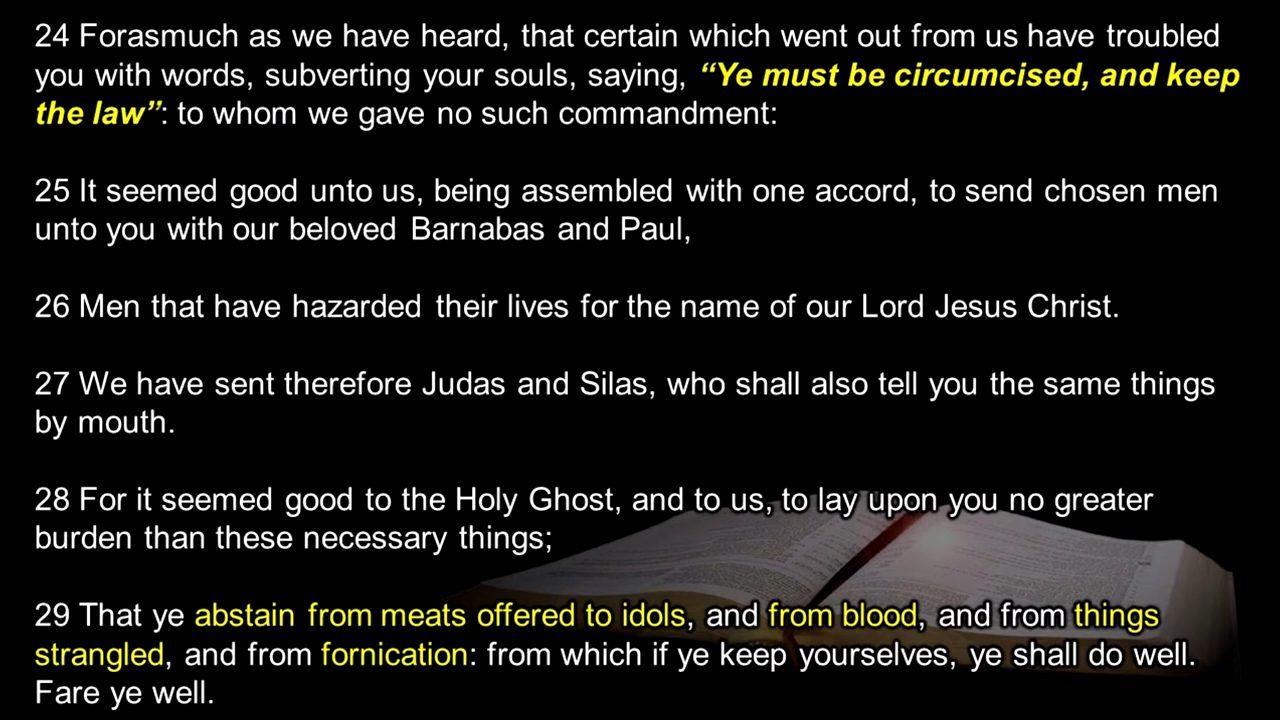 24 Forasmuch as we have heard, that certain which went out from us have troubled
you with words, subverting your souls, saying, “Ye must be circumcised, and keep
the law”: to whom we gave no such commandment:
25 It seemed good unto us, being assembled with one accord, to send chosen men
unto you with our beloved Barnabas and Paul,
26 Men that have hazarded their lives for the name of our Lord Jesus Christ.
27 We have sent therefore Judas and Silas, who shall also tell you the same things
by mouth.
28 For it seemed good to the Holy Ghost, and to us, to lay upon you no greater
burden than these necessary things;
29 That ye abstain from meats offered to idols, and from blood, and from things
strangled, and from fornication: from which if ye keep yourselves, ye shall do well.
Fare ye well.